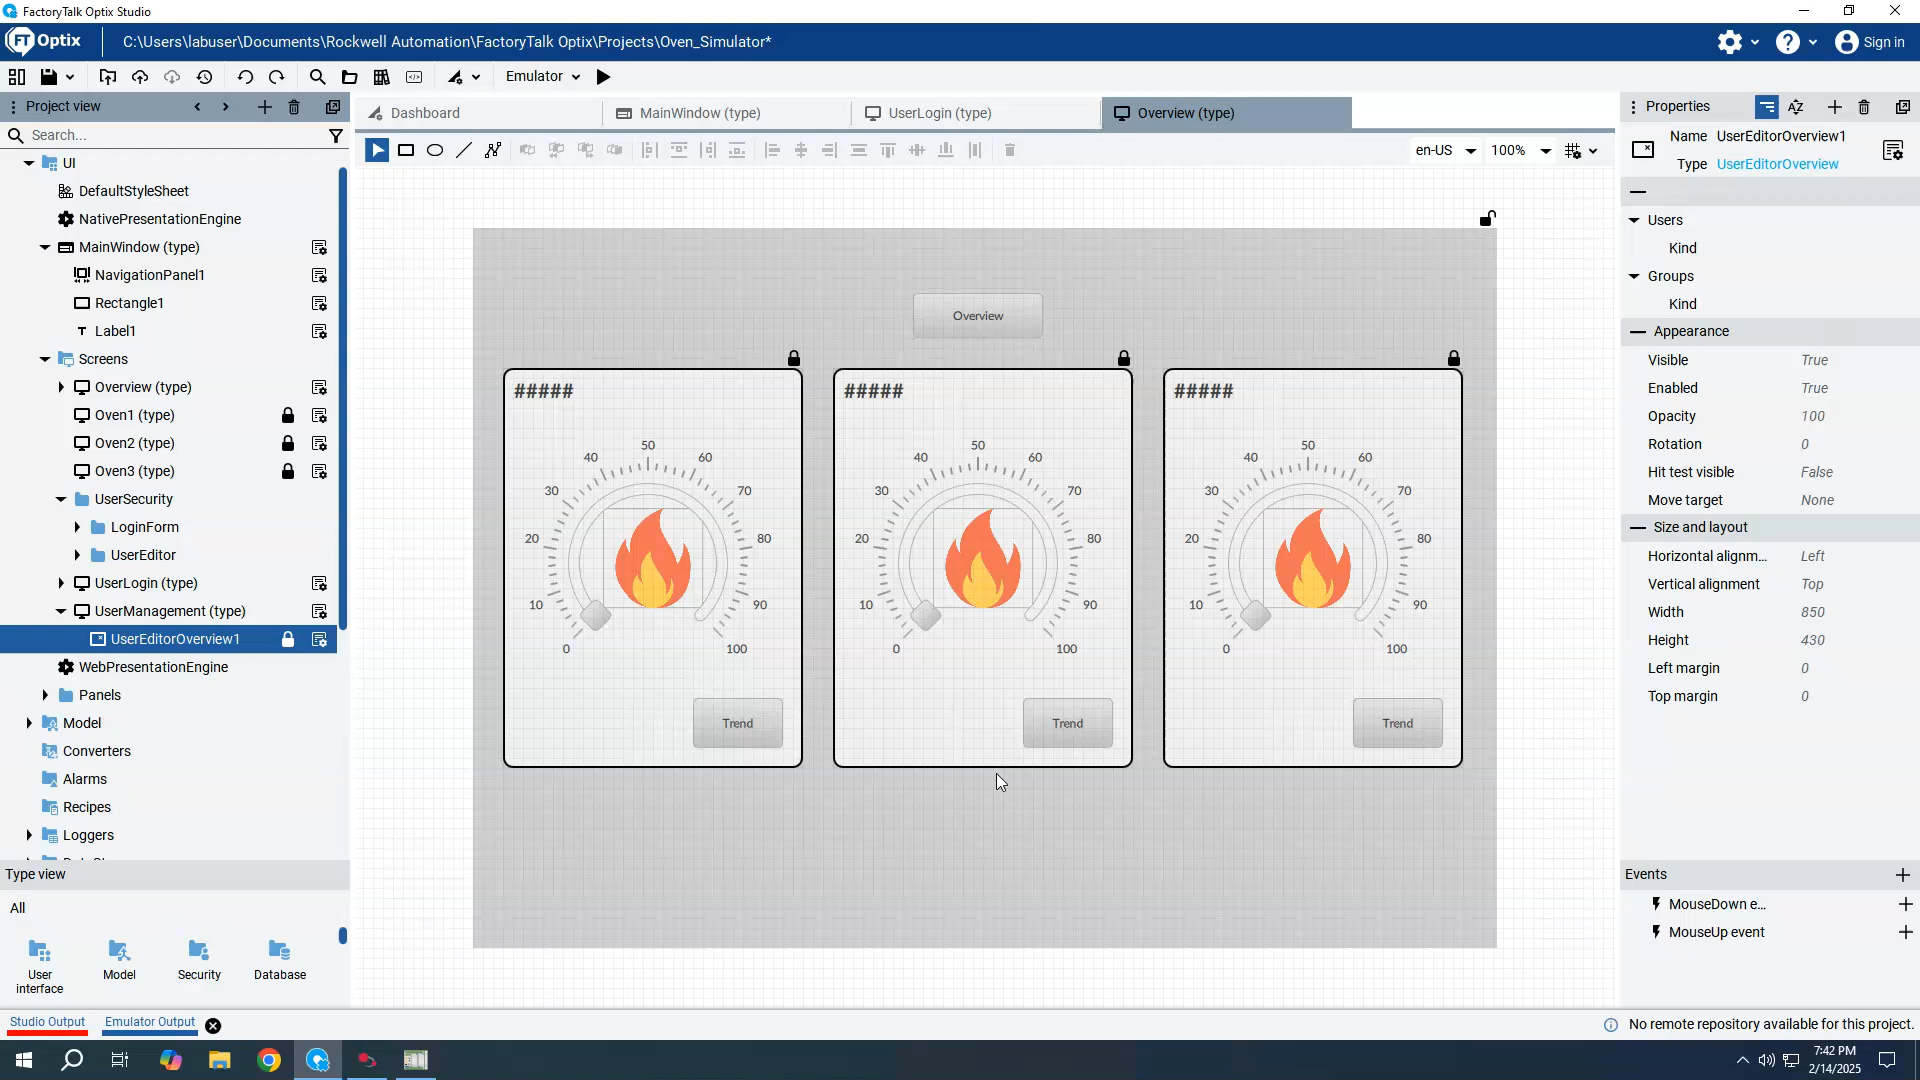 FactoryTalk Optix Studio
FT Optix
C:\Users\labuser\Documents\Rockwell Automation\FactoryTalk Optix\Projects\Oven_Simulator*
Sign in
Emulator
Project view
Search...
UI
DefaultStyleSheet
NativePresentationEngine
MainWindow (type)
NavigationPanel1
Rectangle1
Label1
Screens
Overview (type)
Oven1 (type)
Oven2 (type)
Oven3 (type)
UserSecurity
LoginForm
UserEditor
UserLogin (type)
UserManagement (type)
UserEditorOverview1
WebPresentationEngine
Panels
Model
Converters
Alarms
Recipes
Loggers
Type view
All
User interface
Model
Security
Database
Dashboard
MainWindow (type)
UserLogin (type)
Overview (type)
en-US
100%
Overview
#####
0
10
20
30
40
50
60
70
80
90
100
Trend
#####
0
10
20
30
40
50
60
70
80
90
100
Trend
#####
0
10
20
30
40
50
60
70
80
90
100
Trend
Properties
Name UserEditorOverview1
Type UserEditorOverview
Users
Kind
Groups
Kind
Appearance
Visible True
Enabled True
Opacity 100
Rotation 0
Hit test visible False
Move target None
Size and layout
Horizontal alignm... Left
Vertical alignment Top
Width 850
Height 430
Left margin 0
Top margin 0
Events
MouseDown e...
MouseUp event
Studio Output
Emulator Output
No remote repository available for this project.
7:42 PM
2/14/2025